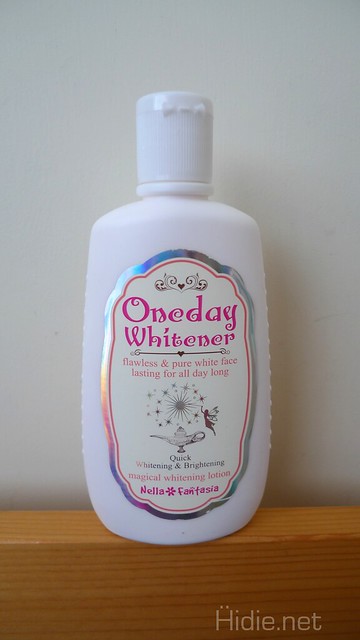 Oneday
Whitener
flawless & pure white face
lasting for all day long
Quick
Whitening & Brightening
magical whitening lotion
Nella Fantasia
Hidie.net